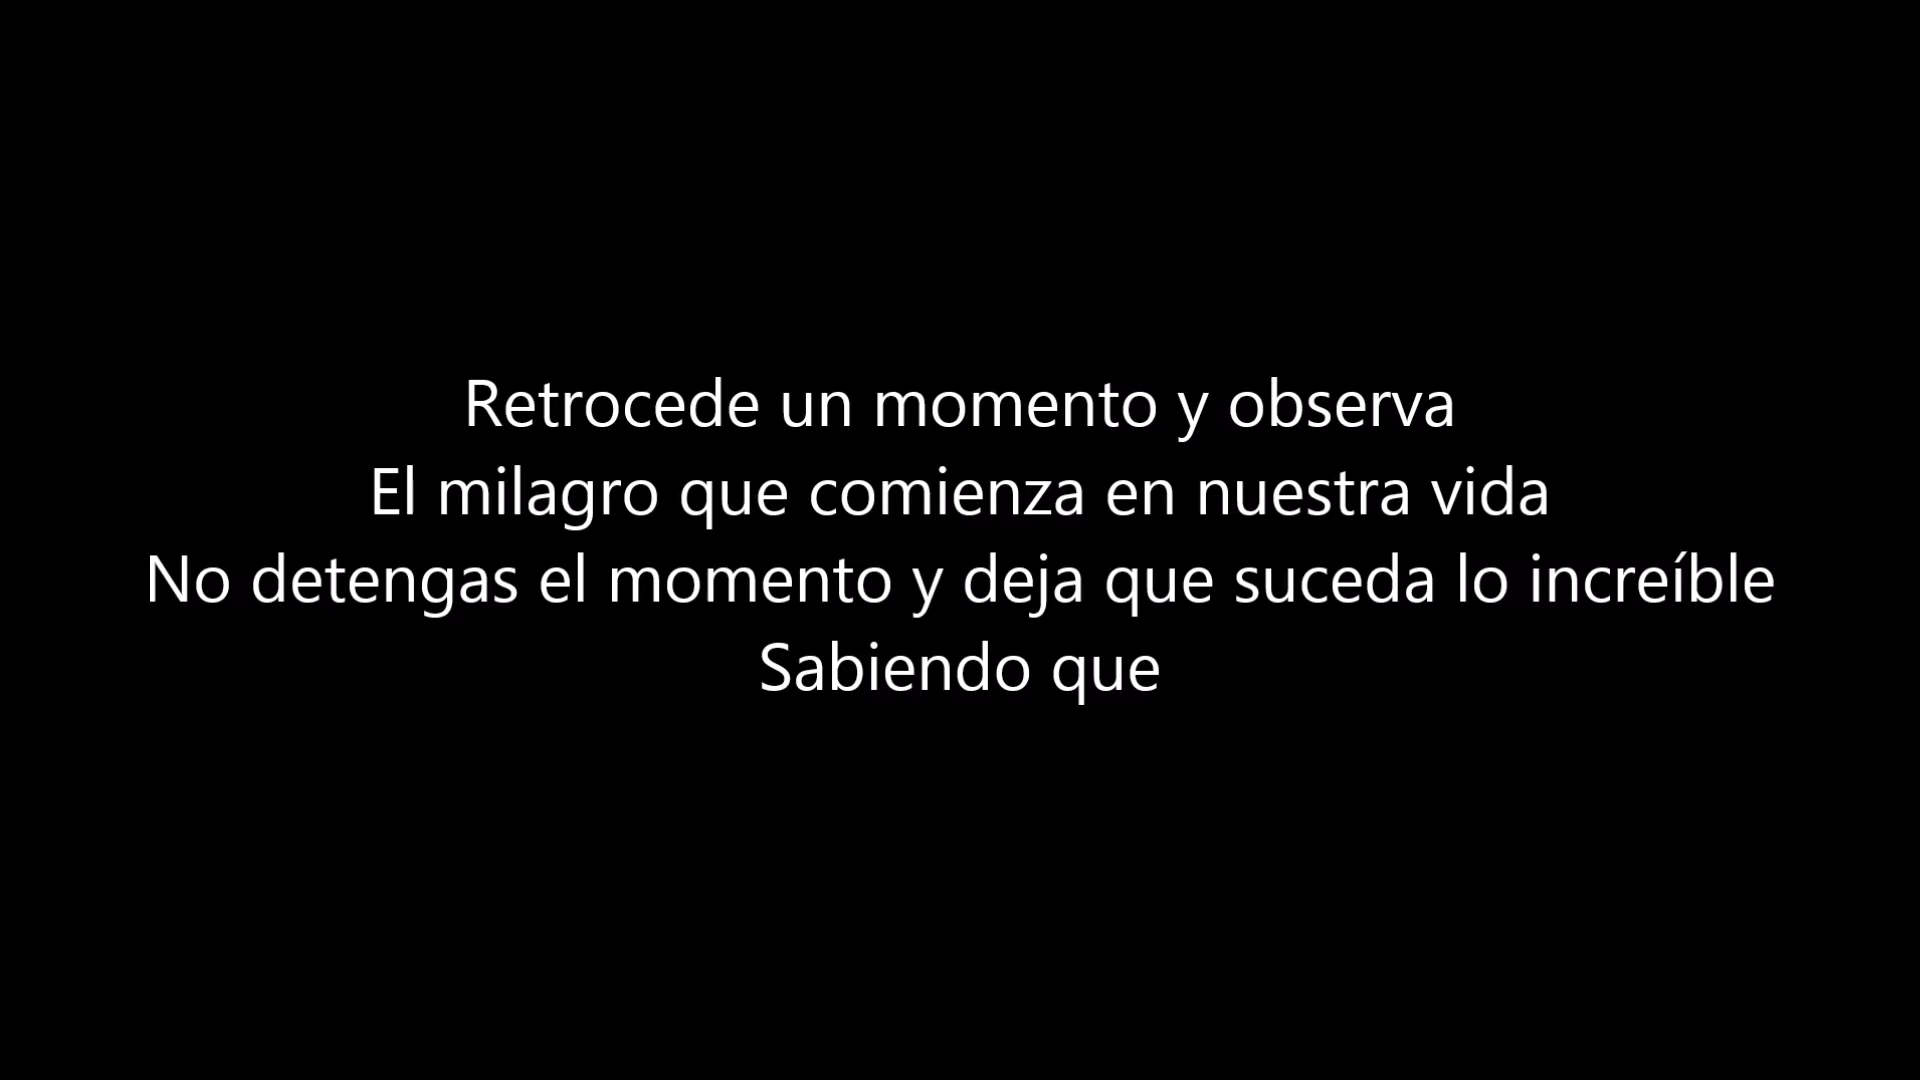 Retrocede un momento y observa
El milagro que comienza en nuestra vida
No detengas el momento y deja que suceda lo increíble
Sabiendo que